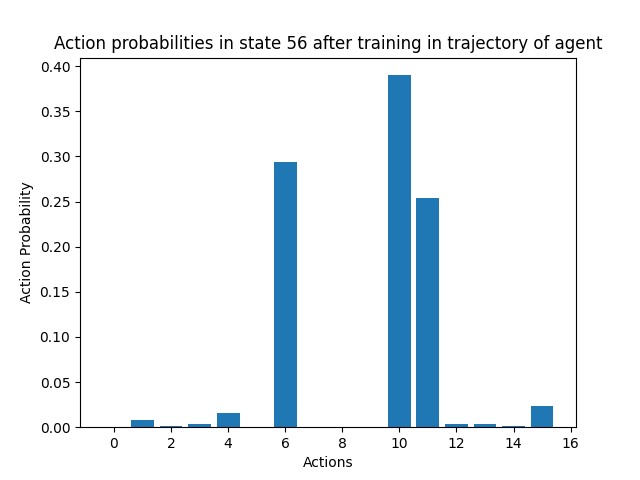 Action probabilities in state 56 after training in trajectory of agent
0.40
0.35
0.30
0.25
0.20
0.15
0.10
0.05
0.00
Action Probability
0 2 4 6 8 10 12 14 16
Actions